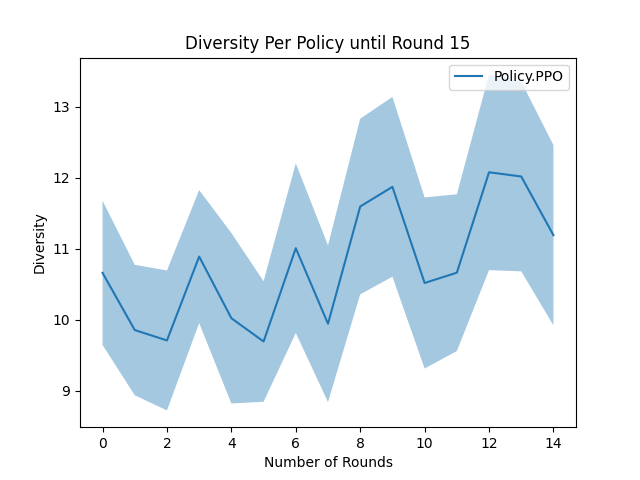 Diversity Per Policy until Round 15
Policy.PPO
13
12
11
10
9
Diversity
0 2 4 6 8 10 12 14
Number of Rounds